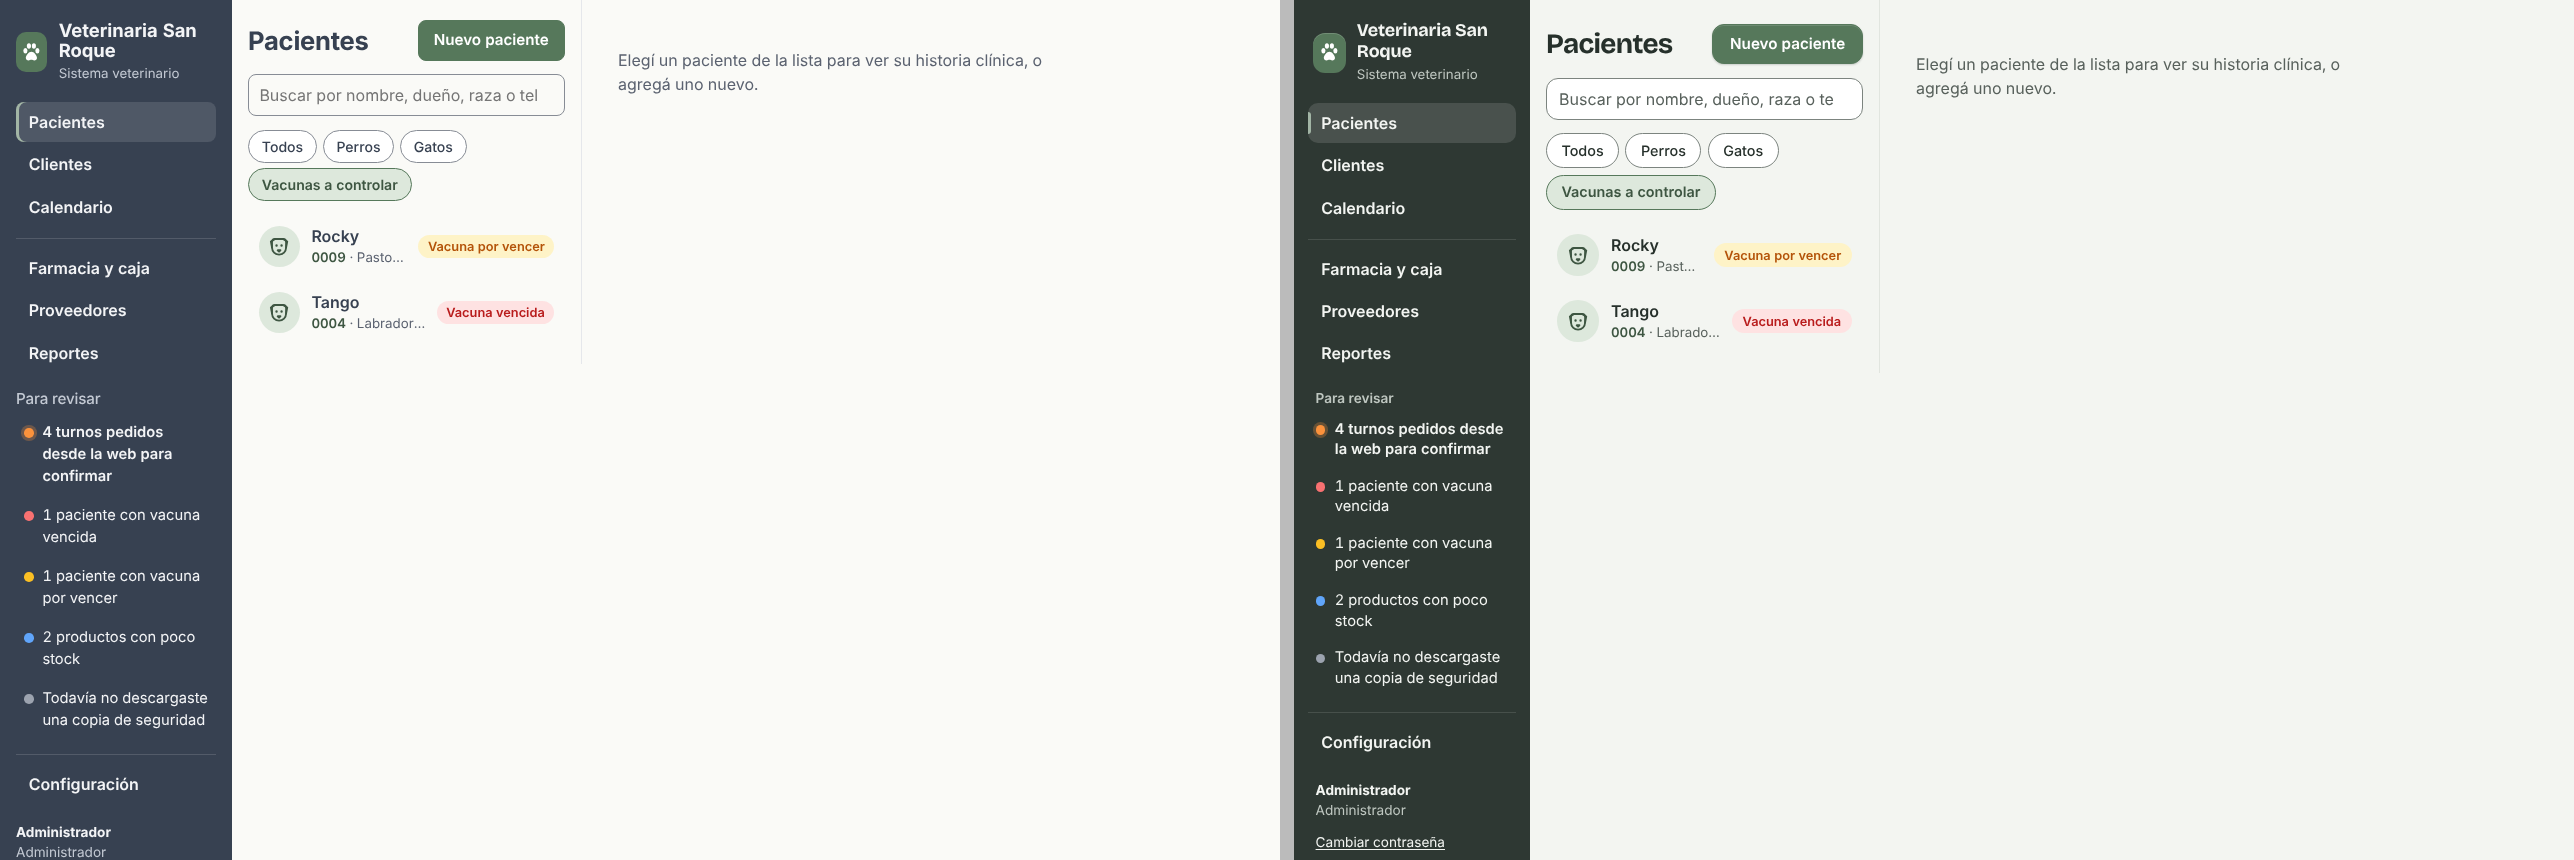 Veterinaria San
Roque
Sistema veterinario
Pacientes
Clientes
Calendario
Farmacia y caja
Proveedores
Reportes
Para revisar
4 turnos pedidos
desde la web para
confirmar
1 paciente con vacuna
vencida
1 paciente con vacuna
por vencer
2 productos con poco
stock
Todavía no descargaste
una copia de seguridad
Configuración
Administrador
Administrador
Pacientes
Nuevo paciente
Buscar por nombre, dueño, raza o tel
Todos
Perros
Gatos
Vacunas a controlar
Rocky
0009 · Pasto...
Vacuna por vencer
Tango
0004 · Labrador...
Vacuna vencida
Elegí un paciente de la lista para ver su historia clínica, o
agregá uno nuevo.
Veterinaria San
Roque
Sistema veterinario
Pacientes
Clientes
Calendario
Farmacia y caja
Proveedores
Reportes
Para revisar
4 turnos pedidos desde
la web para confirmar
1 paciente con vacuna
vencida
1 paciente con vacuna
por vencer
2 productos con poco
stock
Todavía no descargaste
una copia de seguridad
Configuración
Administrador
Administrador
Cambiar contraseña
Pacientes
Nuevo paciente
Buscar por nombre, dueño, raza o te
Todos
Perros
Gatos
Vacunas a controlar
Rocky
0009 · Past...
Vacuna por vencer
Tango
0004 · Labrado...
Vacuna vencida
Elegí un paciente de la lista para ver su historia clínica, o
agregá uno nuevo.